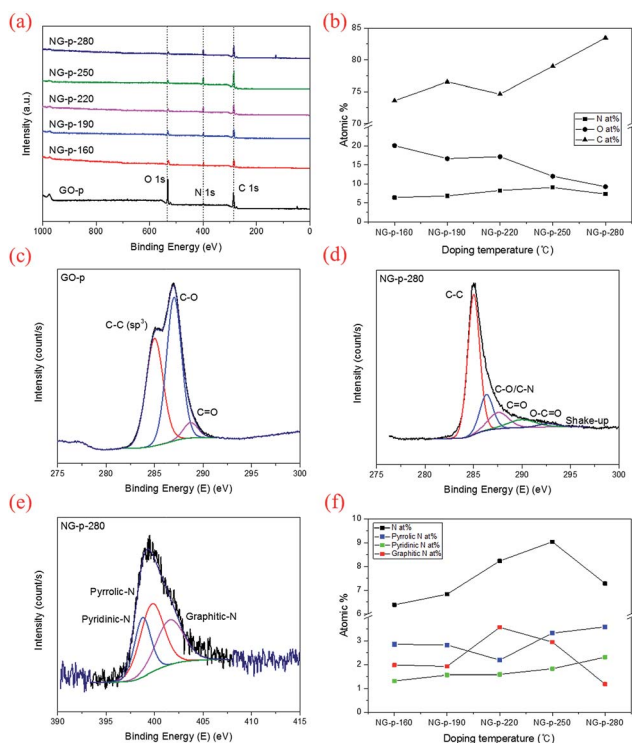 (a)
NG-p-280
NG-p-250
NG-p-220
NG-p-190
NG-p-160
GO-p
O 1s
N 1s
C 1s
Intensity (a.u.)
1000 800 600 400 200 0
Binding Energy (eV)
(b)
Atomic %
85
80
75
25
20
15
10
5
0
N at%
O at%
C at%
NG-p-160 NG-p-190 NG-p-220 NG-p-250 NG-p-280
Doping temperature (℃)
(c)
GO-p
C-O
C-C (sp³)
C=O
Intensity (count/s)
275 280 285 290 295 300
Binding Energy (E) (eV)
(d)
NG-p-280
C-C
C-O/C-N
C=O
O-C=O
Shake-up
Intensity (count/s)
275 280 285 290 295 300
Binding Energy (E) (eV)
(e)
NG-p-280
Pyrrolic-N
Pyridinic-N
Graphitic-N
Intensity (count/s)
390 395 400 405 410 415
Binding Energy (E) (eV)
(f)
Atomic %
10
9
8
7
6
5
4
3
2
1
0
N at%
Pyrrolic N at%
Pyridinic N at%
Graphitic N at%
NG-p-160 NG-p-190 NG-p-220 NG-p-250 NG-p-280
Doping temperature (℃)